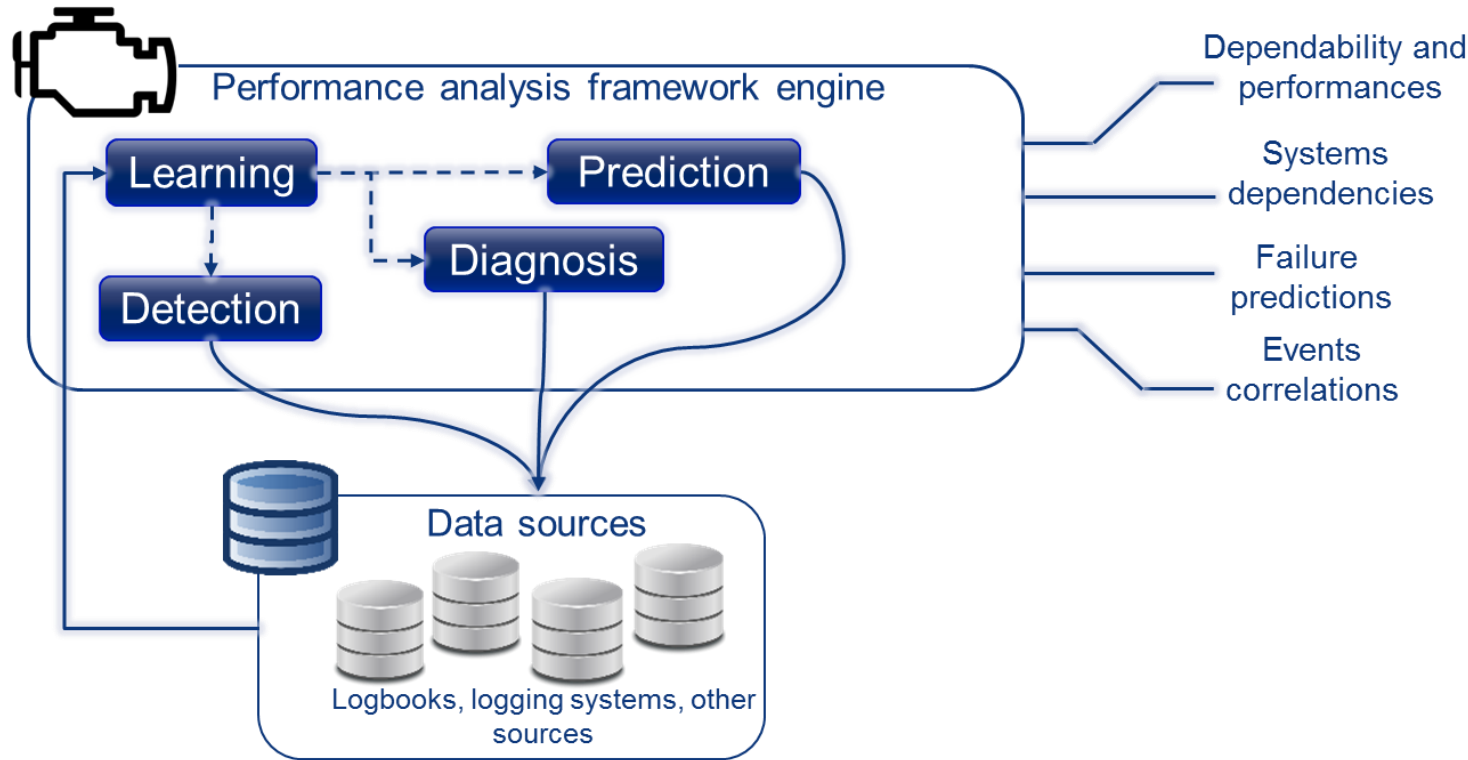 Performance analysis framework engine
Learning
Prediction
Diagnosis
Detection
Dependability and
performances
Systems
dependencies
Failure
predictions
Events
correlations
Data sources
Logbooks, logging systems, other
sources